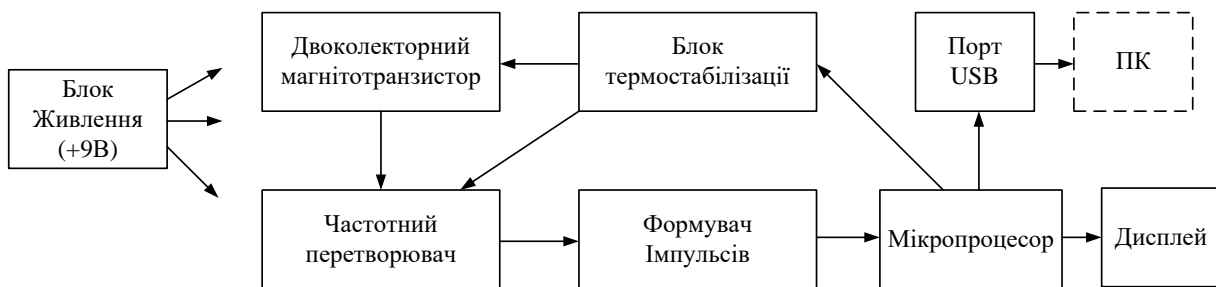 Блок
Живлення
(+9В)
Двоколекторний
магнітотранзистор
Блок
термостабілізації
Порт
USB
ПК
Частотний
перетворювач
Формувач
Імпульсів
Мікропроцесор
Дисплей